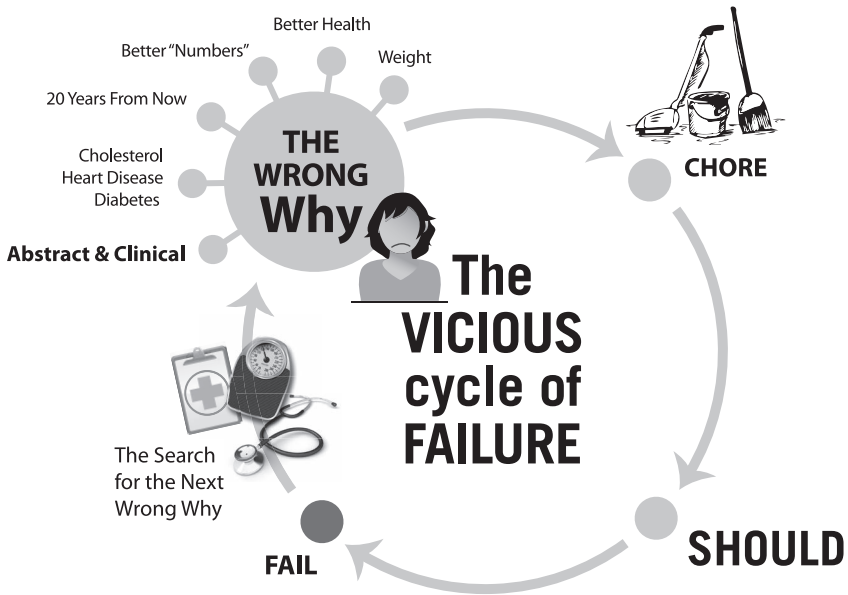 Better Health
Better “Numbers”
Weight
20 Years From Now
Cholesterol
Heart Disease
Diabetes
Abstract & Clinical
THE
WRONG
Why
CHORE
The
VICIOUS
cycle of
FAILURE
SHOULD
FAIL
The Search
for the Next
Wrong Why